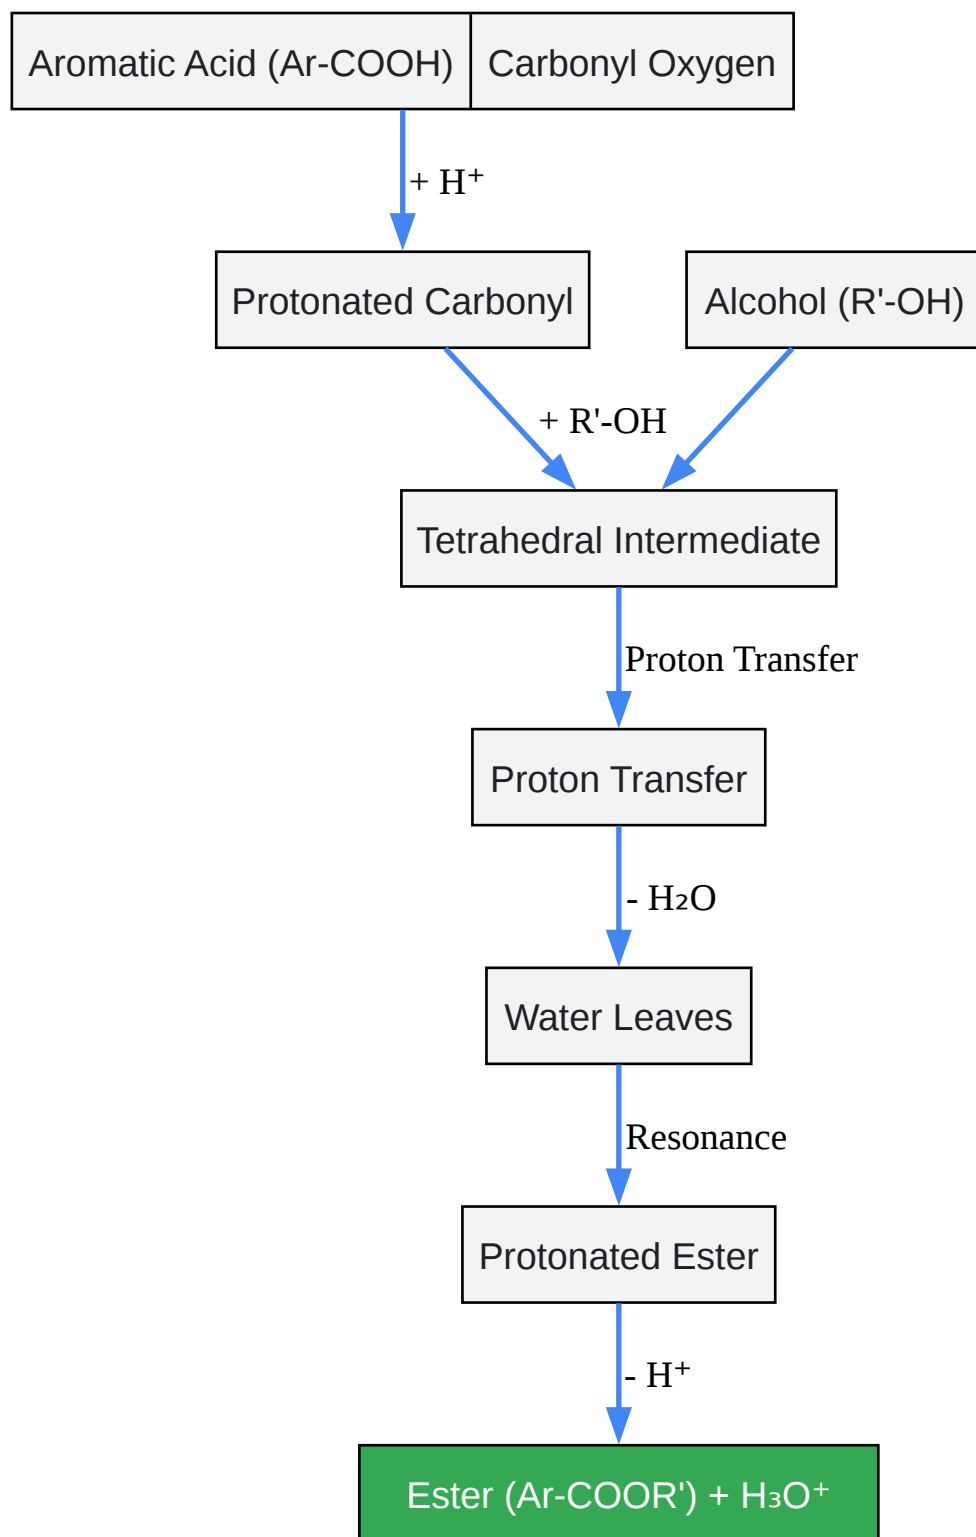 Aromatic Acid (Ar-COOH)
Carbonyl Oxygen
+ H⁺
Protonated Carbonyl
Alcohol (R'-OH)
+ R'-OH
Tetrahedral Intermediate
Proton Transfer
Proton Transfer
- H₂O
Water Leaves
Resonance
Protonated Ester
- H⁺
Ester (Ar-COOR') + H₃O⁺